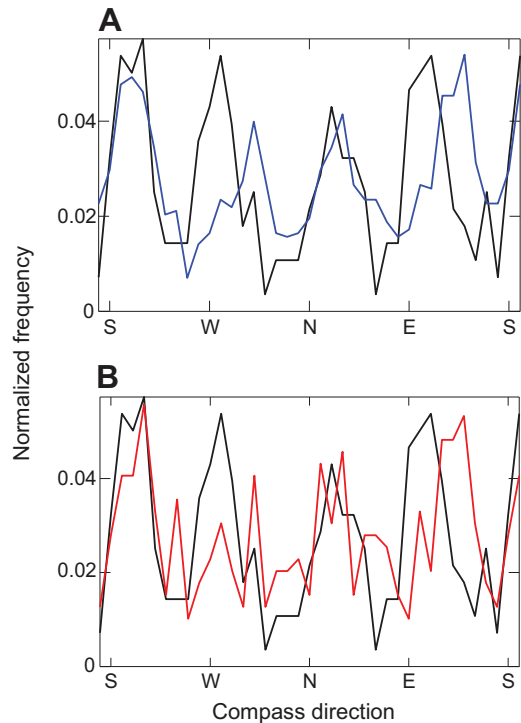 A
0.04
0.02
0
S W N E S
Normalized frequency
B
0.04
0.02
0
S W N E S
Compass direction